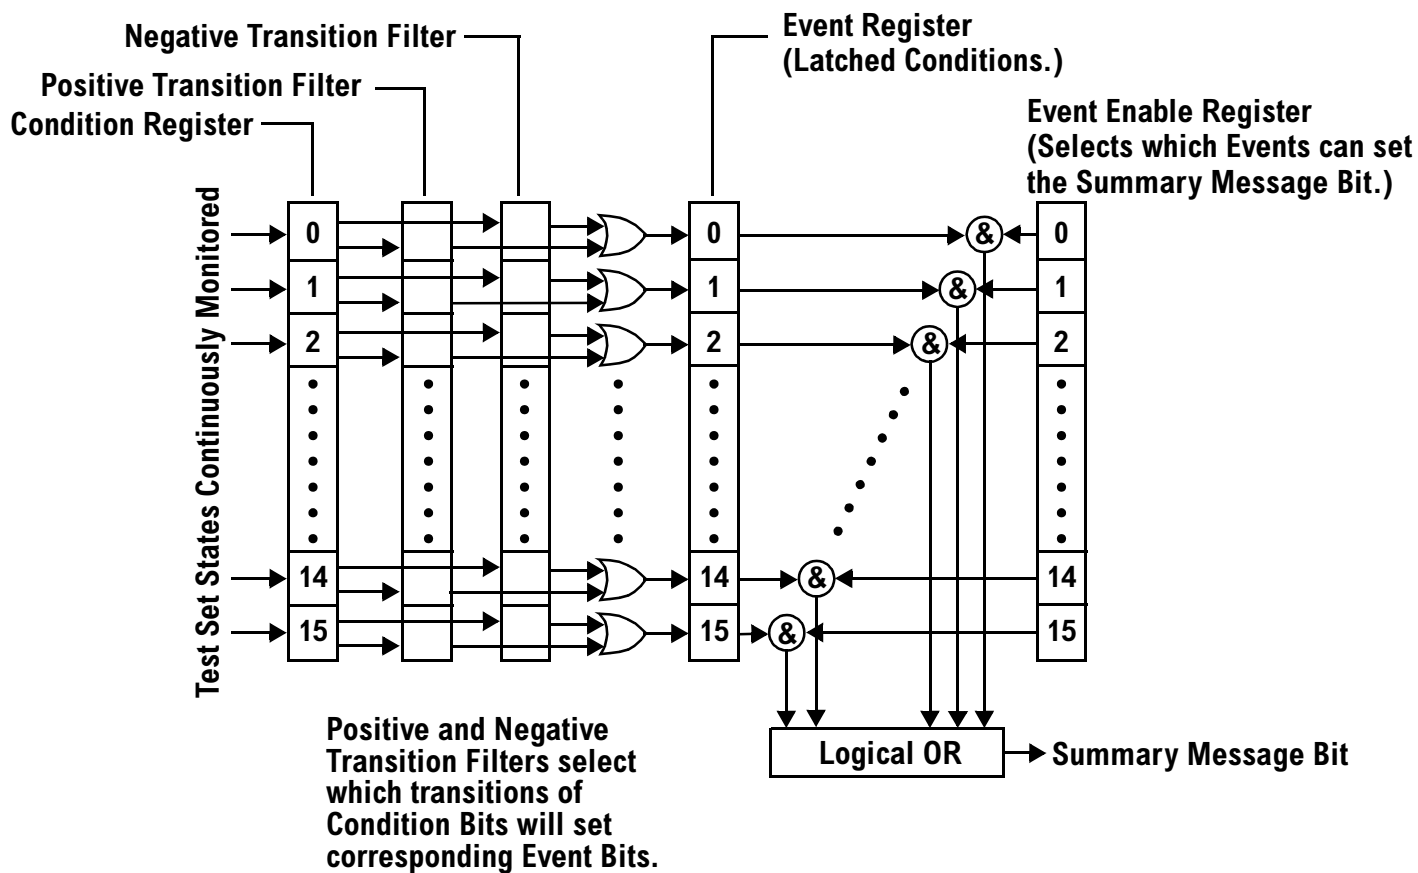 Negative Transition Filter
Positive Transition Filter
Condition Register
Event Register
(Latched Conditions.)
Event Enable Register
(Selects which Events can set
the Summary Message Bit.)
Test Set States Continuously Monitored
0
0
&
0
1
1
&
1
2
2
&
2
14
14
&
14
15
15
&
15
Positive and Negative
Transition Filters select
which transitions of
Condition Bits will set
corresponding Event Bits.
Logical OR
Summary Message Bit